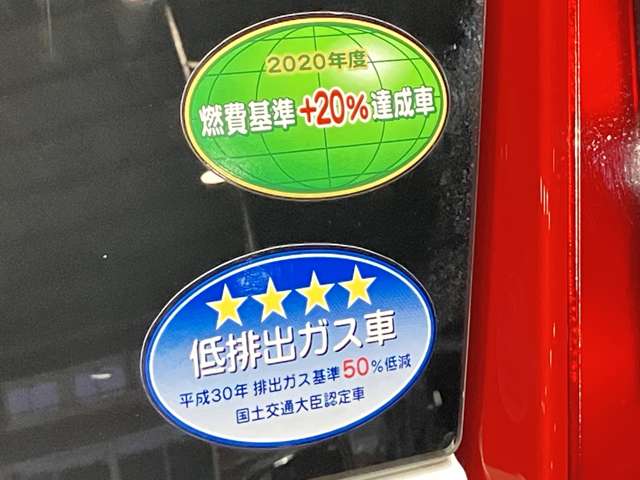 2020年度
燃費基準+20%達成車
低排出ガス車
平成30年 排出ガス基準50%低減
国土交通大臣認定車